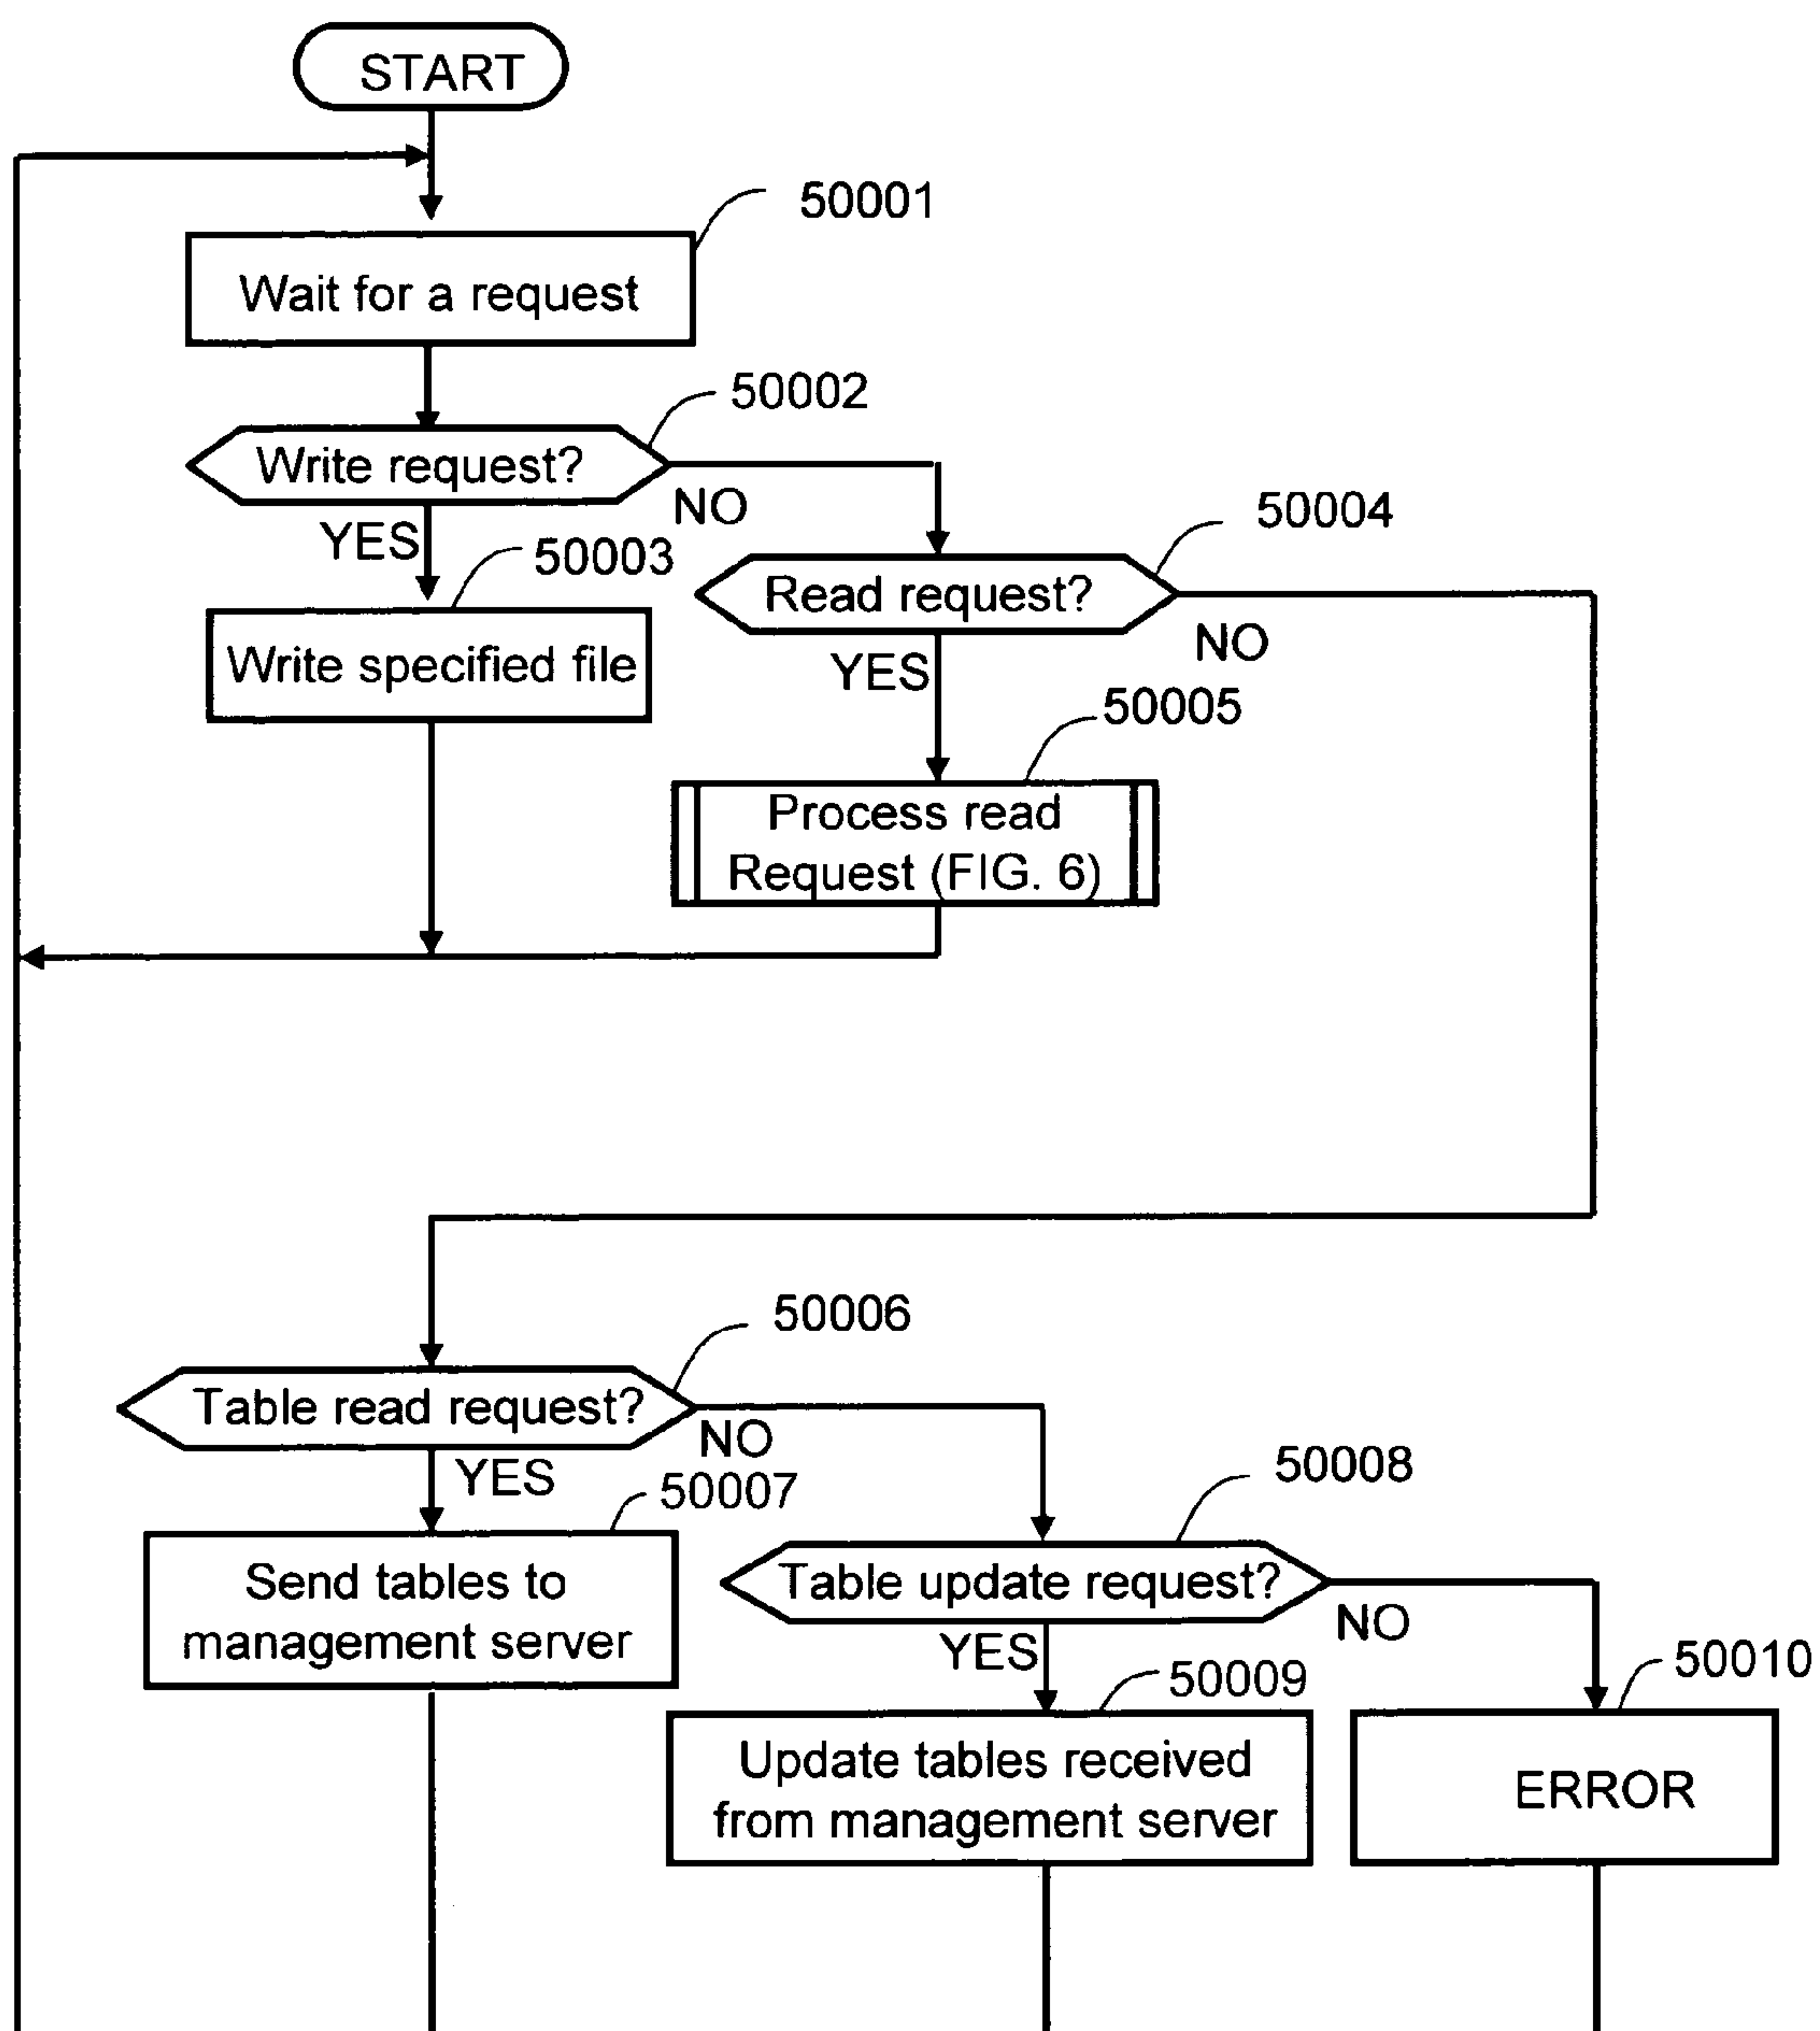 START
50001
Wait for a request
50002
Write request?
NO
YES
50003
50004
Read request?
NO
Write specified file
YES
50005
Process read
Request (FIG. 6)
50006
Table read request?
NO
YES
50007
50008
Send tables to
management server
Table update request?
NO
YES
50009
50010
Update tables received
from management server
ERROR